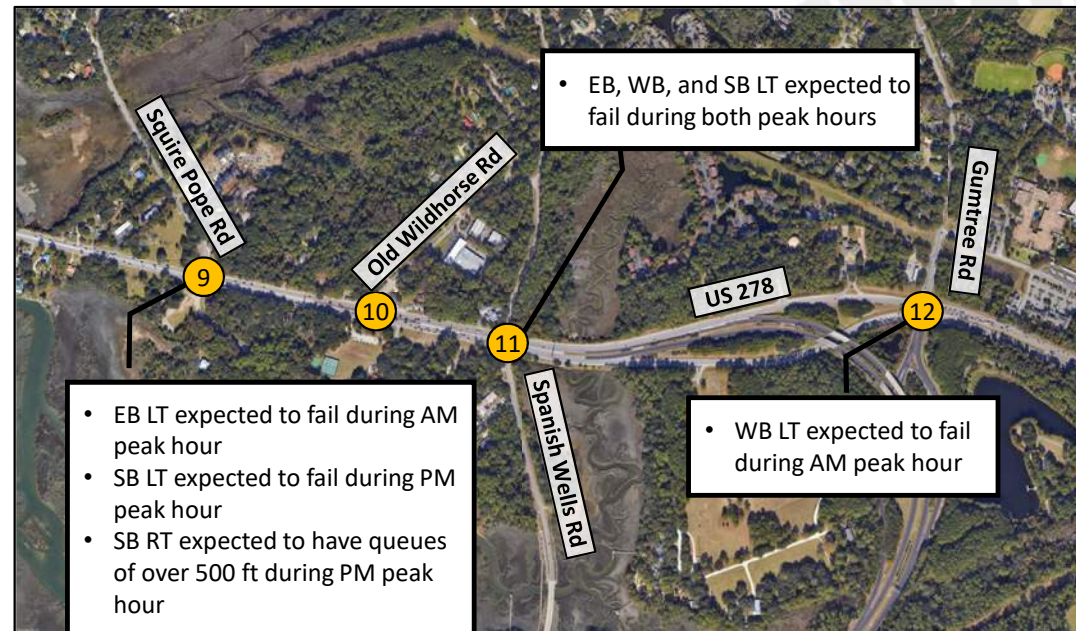 • EB, WB, and SB LT expected to
fail during both peak hours
Squire Pope Rd
Old Wildhorse Rd
Gumtree Rd
US 278
9
10
11
12
Spanish Wells Rd
• EB LT expected to fail during AM
peak hour
• SB LT expected to fail during PM
peak hour
• SB RT expected to have queues
of over 500 ft during PM peak
hour
• WB LT expected to fail
during AM peak hour